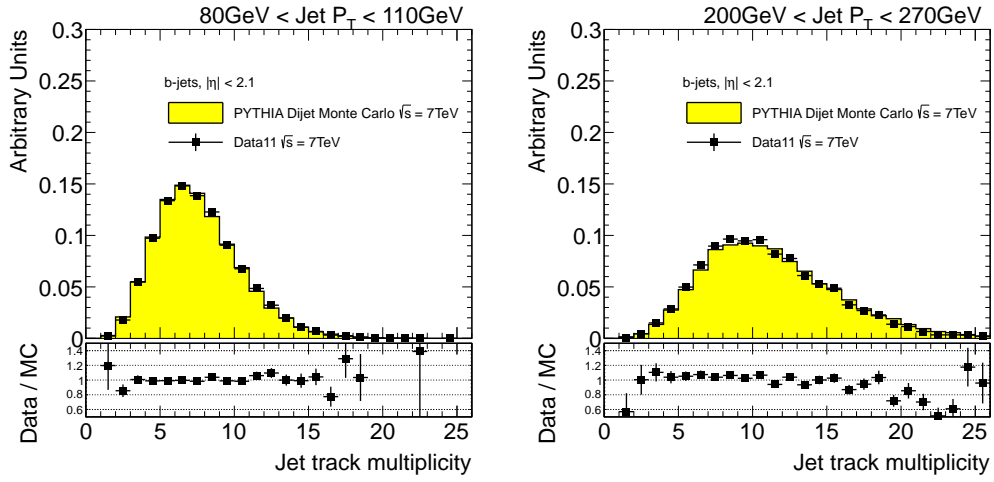 80GeV < Jet P_T < 110GeV
Arbitrary Units
0.3
0.25
0.2
0.15
0.1
0.05
0
b-jets, |η| < 2.1
PYTHIA Dijet Monte Carlo √s = 7TeV
Data11 √s = 7TeV
Data / MC
1.4
1.2
1
0.8
0.6
0 5 10 15 20 25
Jet track multiplicity
200GeV < Jet P_T < 270GeV
Arbitrary Units
0.3
0.25
0.2
0.15
0.1
0.05
0
b-jets, |η| < 2.1
PYTHIA Dijet Monte Carlo √s = 7TeV
Data11 √s = 7TeV
Data / MC
1.4
1.2
1
0.8
0.6
0 5 10 15 20 25
Jet track multiplicity